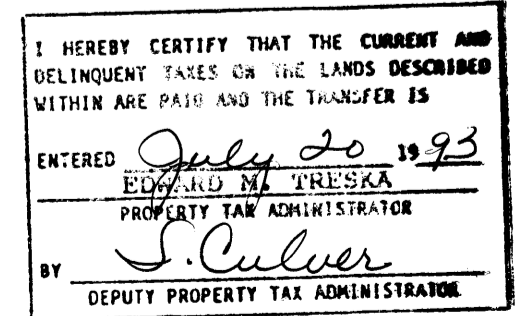 I HEREBY CERTIFY THAT THE CURRENT AND
DELINQUENT TAXES ON THE LANDS DESCRIBED
WITHIN ARE PAID AND THE TRANSFER IS
ENTERED July 20 1993
EDWARD M. TRESKA
PROPERTY TAX ADMINISTRATOR
BY S. Culver
DEPUTY PROPERTY TAX ADMINISTRATOR